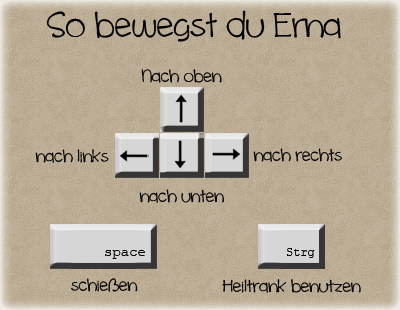 So bewegst du Erna
Nach oben
nach links
nach rechts
nach unten
space
Strg
schießen
Heiltrank benutzen